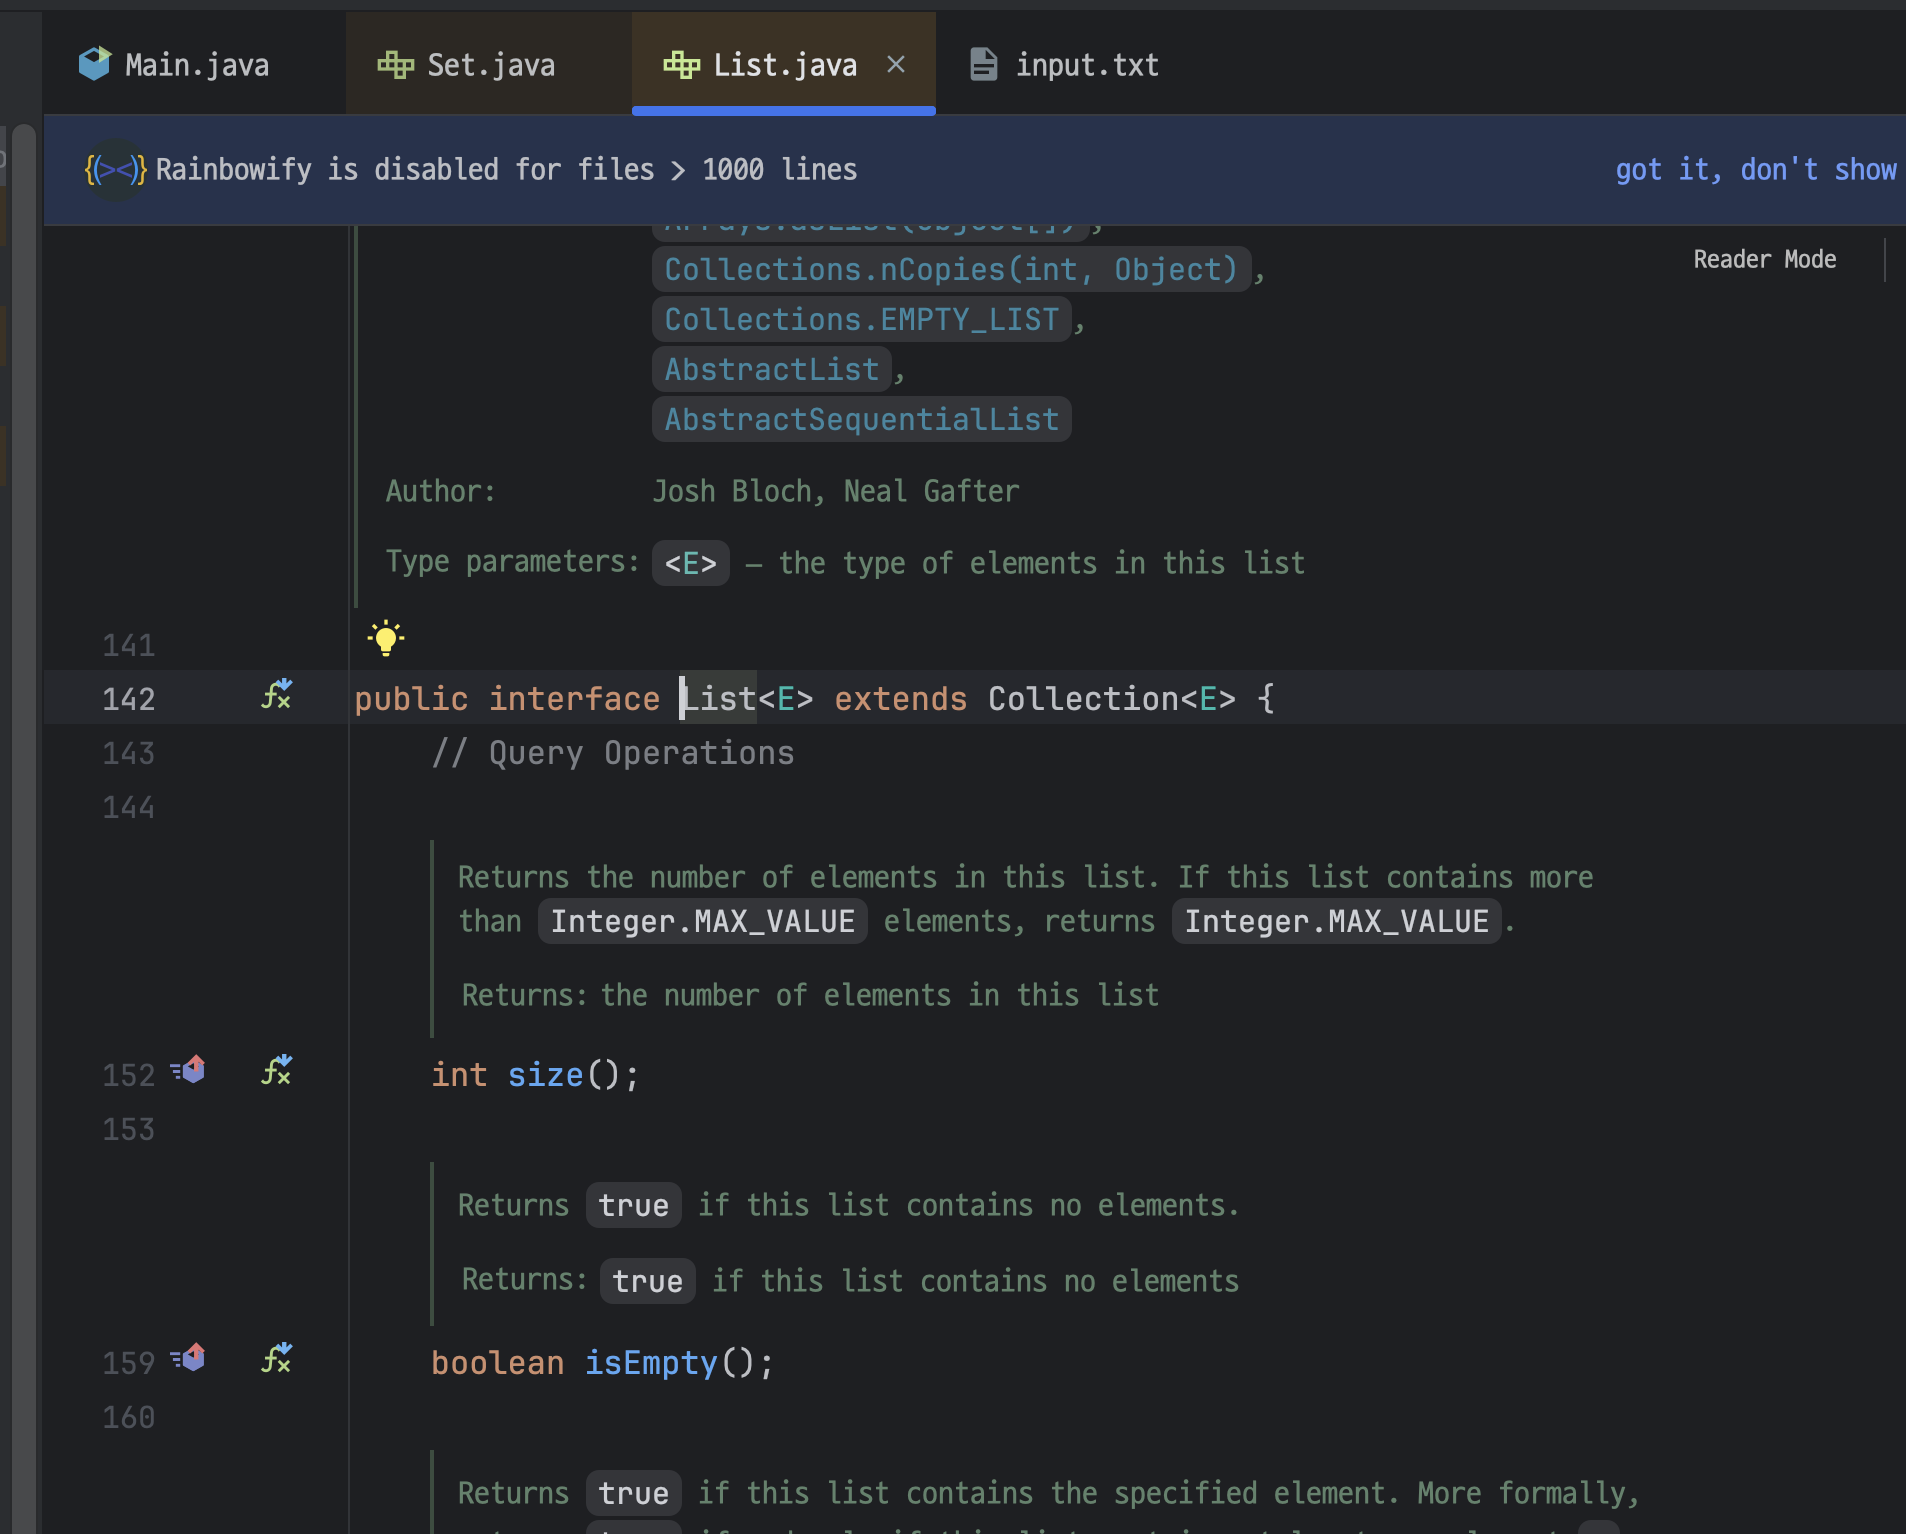 Main.java Set.java List.java input.txt
Rainbowify is disabled for files > 1000 lines got it, don't show
Arrays.asList(Object[]),
Reader Mode
Collections.nCopies(int, Object),
Collections.EMPTY_LIST,
AbstractList,
AbstractSequentialList
Author: Josh Bloch, Neal Gafter
Type parameters: <E> – the type of elements in this list
141
142 public interface List<E> extends Collection<E> {
143 // Query Operations
144
Returns the number of elements in this list. If this list contains more
than Integer.MAX_VALUE elements, returns Integer.MAX_VALUE.
Returns: the number of elements in this list
152 int size();
153
Returns true if this list contains no elements.
Returns: true if this list contains no elements
159 boolean isEmpty();
160
Returns true if this list contains the specified element. More formally,